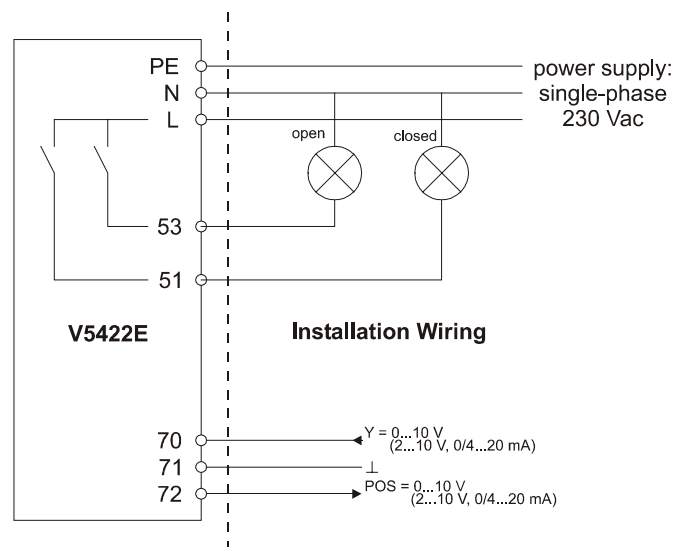 PE
N
L
power supply:
single-phase
230 Vac
open
closed
53
51
V5422E
Installation Wiring
70
Y = 0...10 V
(2...10 V, 0/4...20 mA)
71
⊥
72
POS = 0...10 V
(2...10 V, 0/4...20 mA)